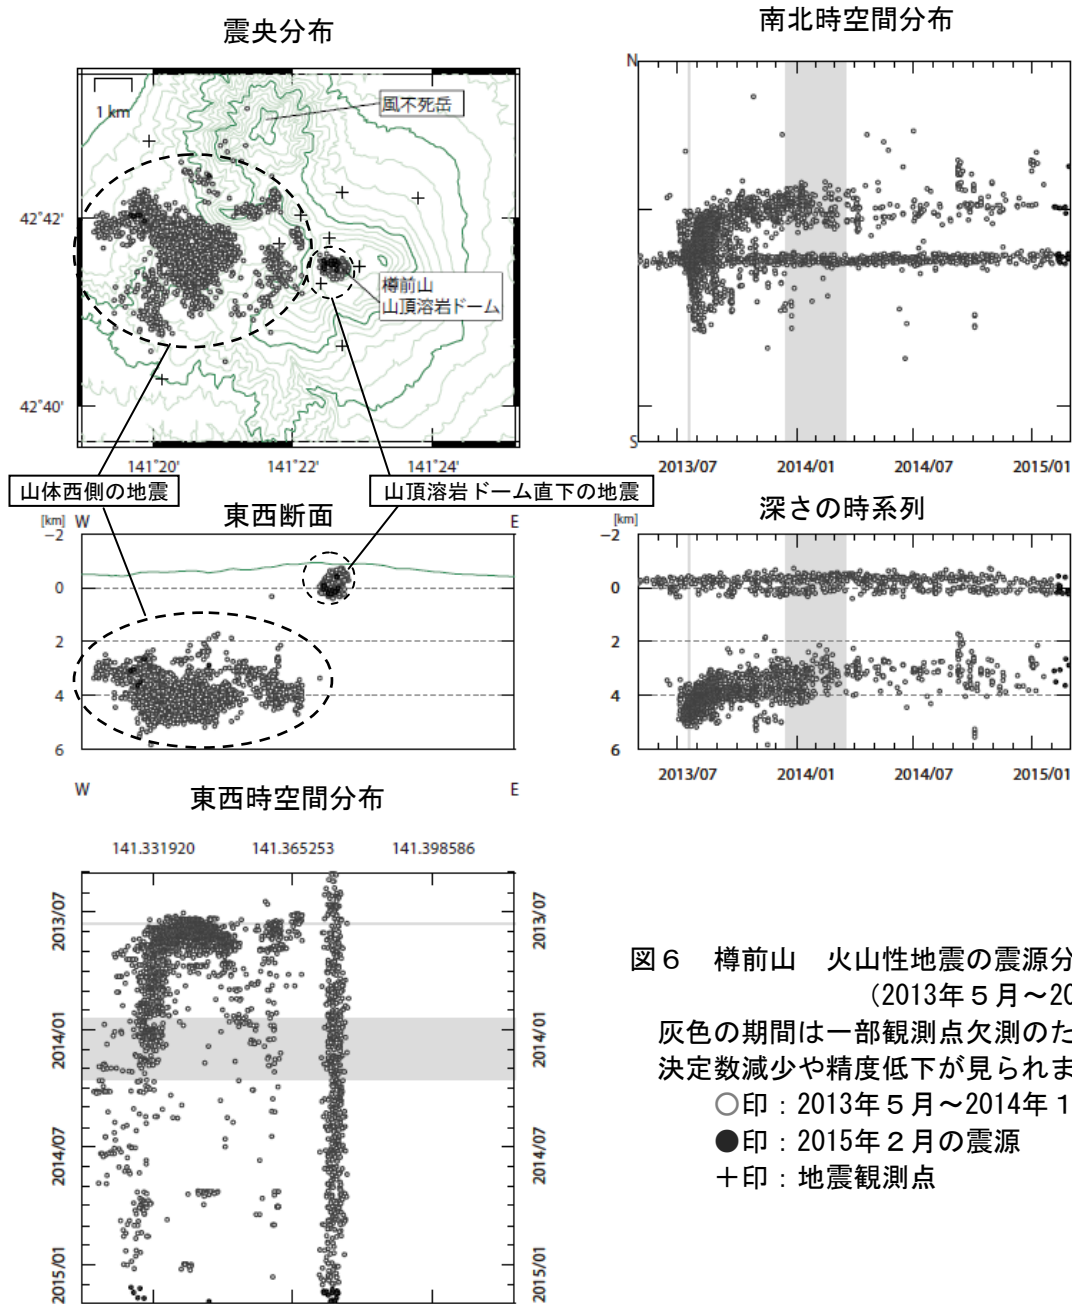 震央分布
1 km
風不死岳
42°42'
樽前山
山頂溶岩ドーム
42°40'
141°20'
141°22'
141°24'
山体西側の地震
山頂溶岩ドーム直下の地震
南北時空間分布
N
S
2013/07
2014/01
2014/07
2015/01
東西断面
[km]
W
E
−2
0
2
4
6
深さの時系列
[km]
−2
0
2
4
6
2013/07
2014/01
2014/07
2015/01
W
E
東西時空間分布
141.331920
141.365253
141.398586
2013/07
2014/01
2014/07
2015/01
2013/07
2014/01
2014/07
2015/01
図6 樽前山 火山性地震の震源分
(2013年5月~20
灰色の期間は一部観測点欠測のた
決定数減少や精度低下が見られま
○印:2013年5月~2014年1
●印:2015年2月の震源
+印:地震観測点